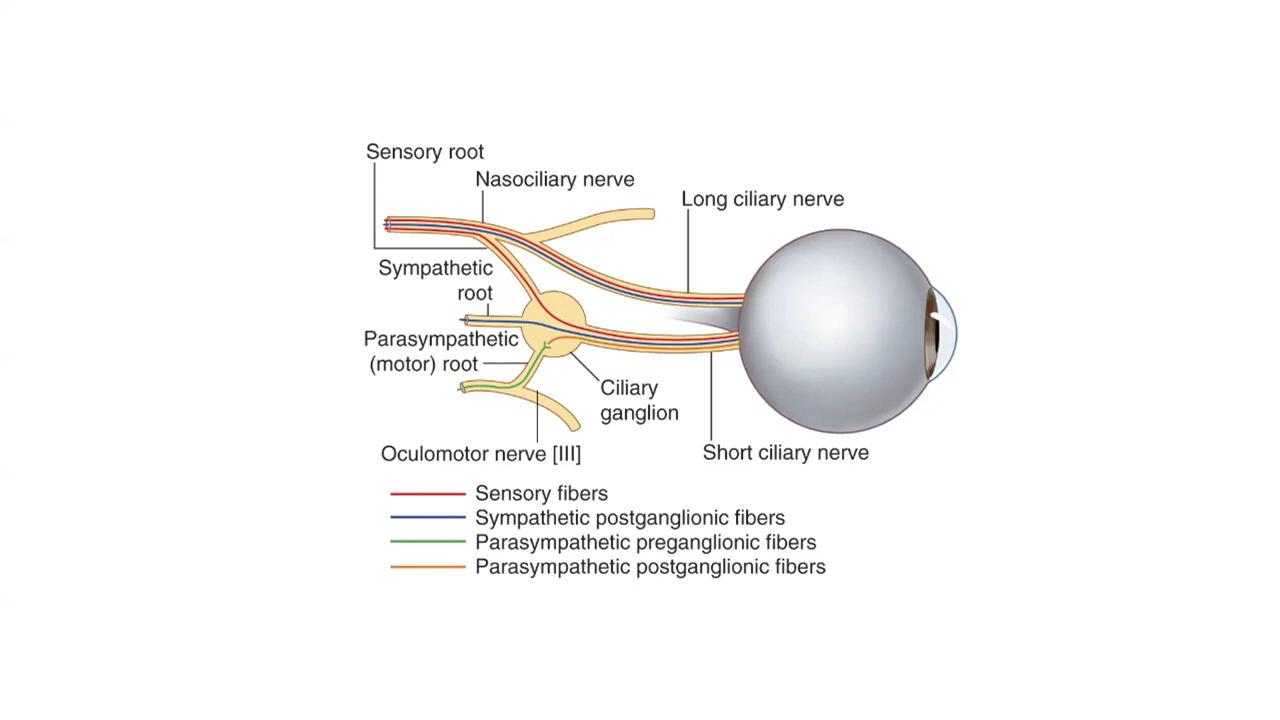 Sensory root
Nasociliary nerve
Long ciliary nerve
Sympathetic
root
Parasympathetic
(motor) root
Ciliary
ganglion
Oculomotor nerve [III]
Short ciliary nerve
Sensory fibers
Sympathetic postganglionic fibers
Parasympathetic preganglionic fibers
Parasympathetic postganglionic fibers